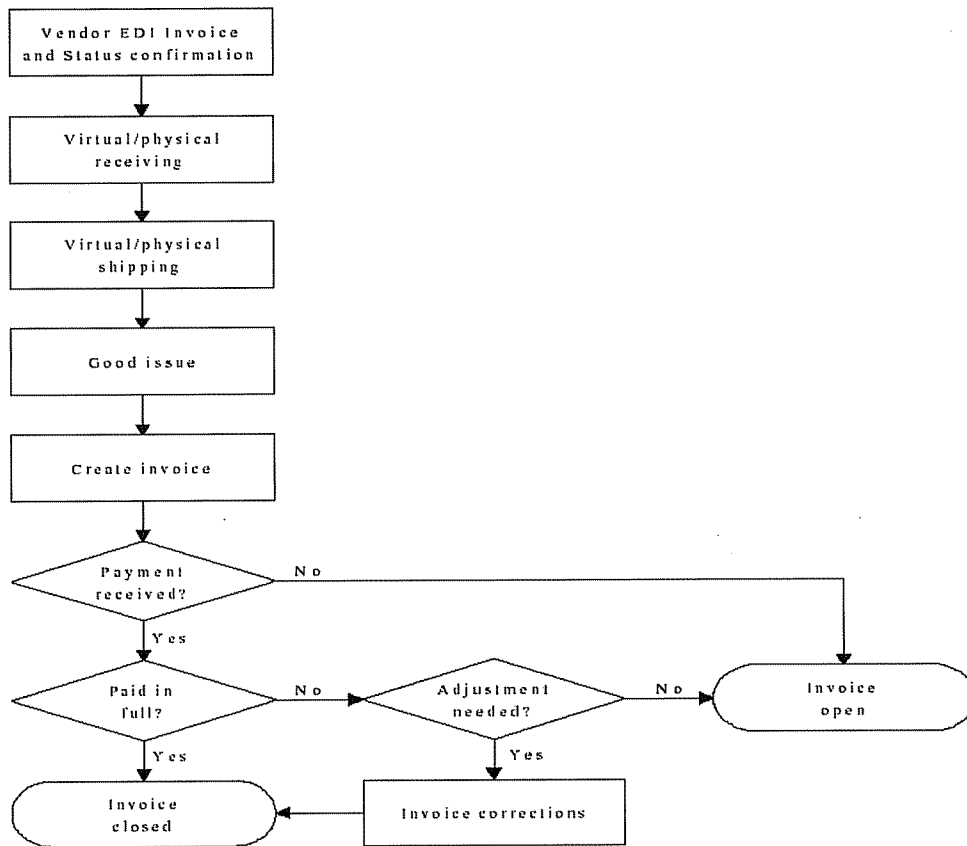 Vendor EDI Invoice
and Status confirmation
Virtual/physical
receiving
Virtual/physical
shipping
Good issue
Create invoice
Payment
received?
No
Yes
Paid in
full?
No
Adjustment
needed?
No
Invoice
open
Yes
Yes
Invoice
closed
Invoice corrections